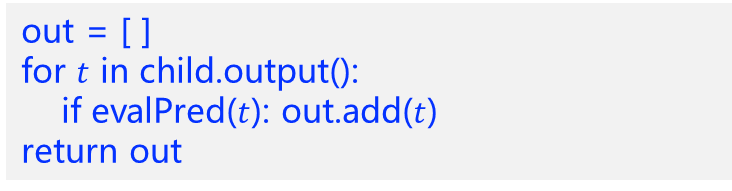 out = [ ]
for t in child.output():
if evalPred(t): out.add(t)
return out